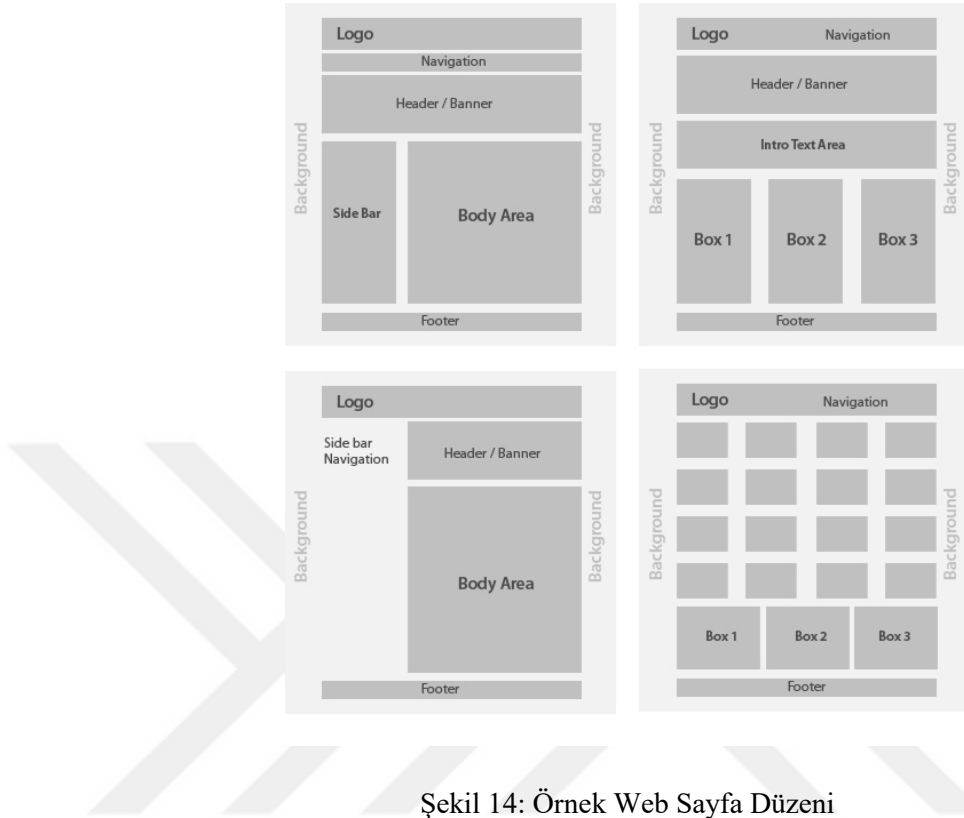 Logo
Navigation
Header / Banner
Background
Side Bar
Body Area
Background
Footer
Logo Navigation
Header / Banner
Intro Text Area
Background
Box 1 Box 2 Box 3
Background
Footer
Logo
Side bar
Navigation
Header / Banner
Background
Body Area
Background
Footer
Logo Navigation
Background
Background
Box 1 Box 2 Box 3
Footer
Şekil 14: Örnek Web Sayfa Düzeni